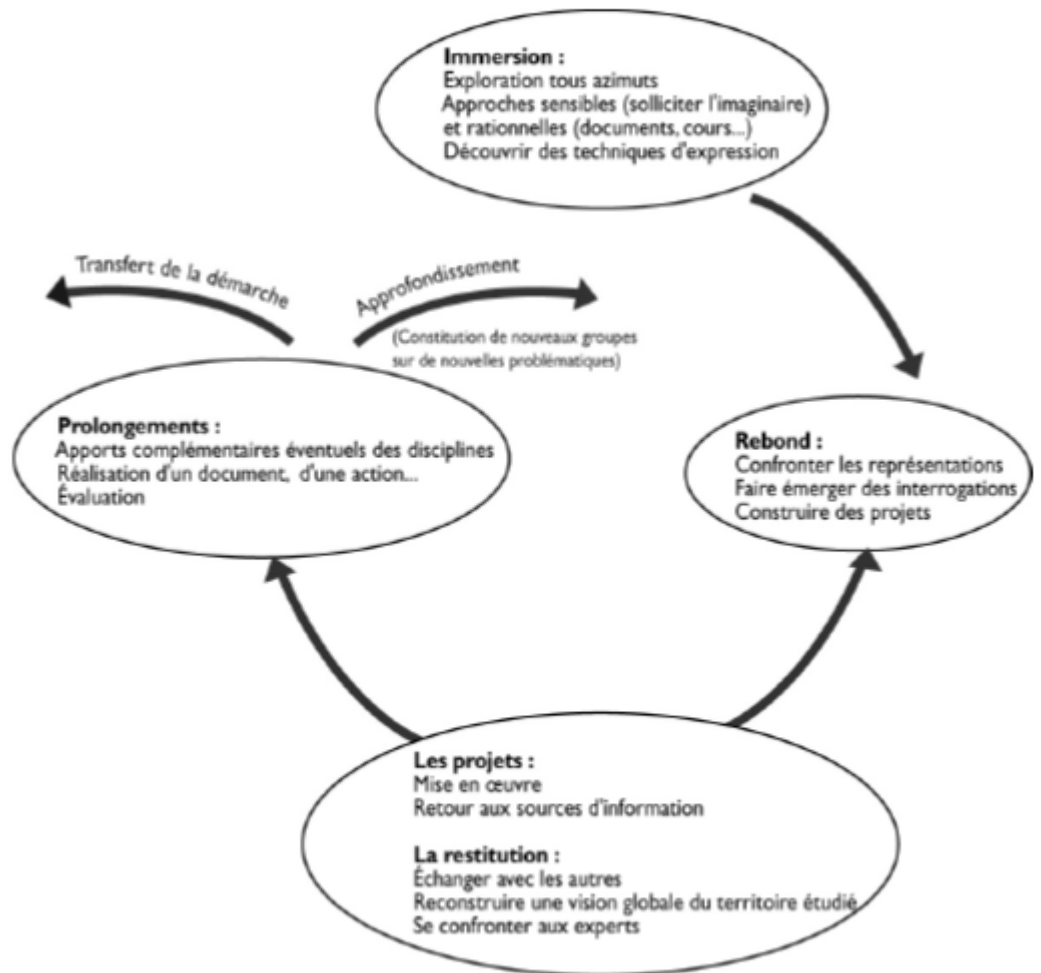 Immersion :
Exploration tous azimuts
Approches sensibles (solliciter l'imaginaire)
et rationnelles (documents, cours...)
Découvrir des techniques d'expression
Transfert de la démarche
Approfondissement
(Constitution de nouveaux groupes
sur de nouvelles problématiques)
Prolongements :
Apports complémentaires éventuels des disciplines
Réalisation d'un document, d'une action...
Évaluation
Rebond :
Confronter les représentations
Faire émerger des interrogations
Construire des projets
Les projets :
Mise en œuvre
Retour aux sources d'information
La restitution :
Échanger avec les autres
Reconstruire une vision globale du territoire étudié
Se confronter aux experts